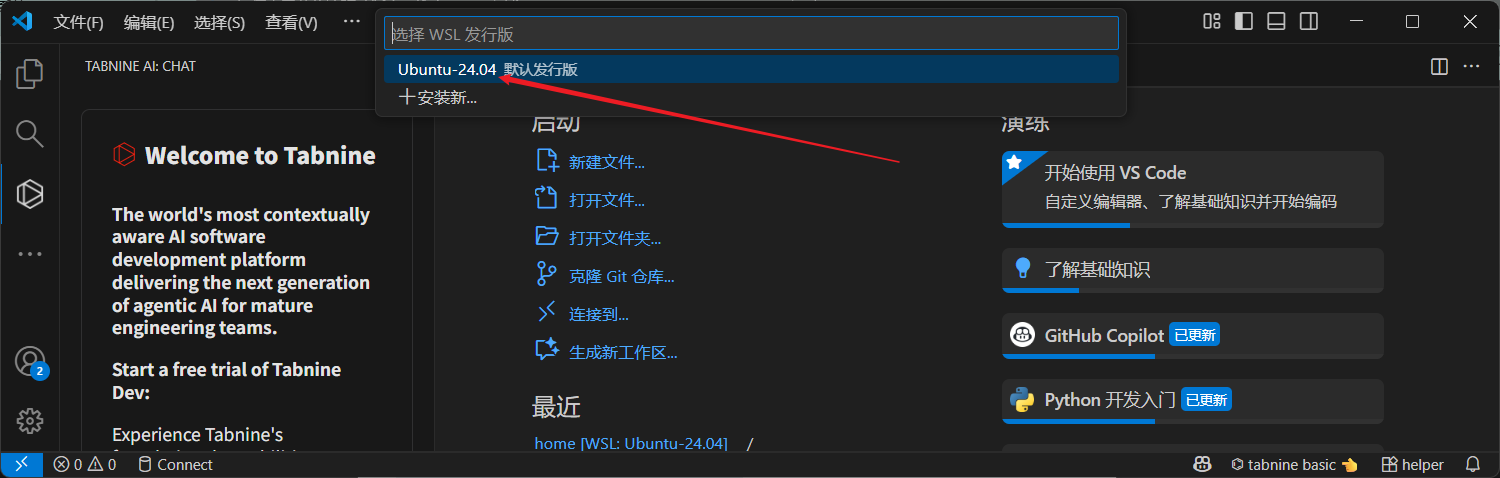 文件(F) 编辑(E) 选择(S) 查看(V) ···
选择 WSL 发行版
Ubuntu-24.04 默认发行版
十安装新...
TABNINE AI: CHAT
Welcome to Tabnine
The world's most contextually
aware AI software
development platform
delivering the next generation
of agentic AI for mature
engineering teams.
Start a free trial of Tabnine
Dev:
Experience Tabnine's
启动
新建文件...
打开文件...
打开文件夹...
克隆 Git 仓库...
连接到...
生成新工作区...
最近
home [WSL: Ubuntu-24.04] /
演练
开始使用 VS Code
自定义编辑器、了解基础知识并开始编码
了解基础知识
GitHub Copilot 已更新
Python 开发入门 已更新
2
0 0 Connect
tabnine basic 👈 helper